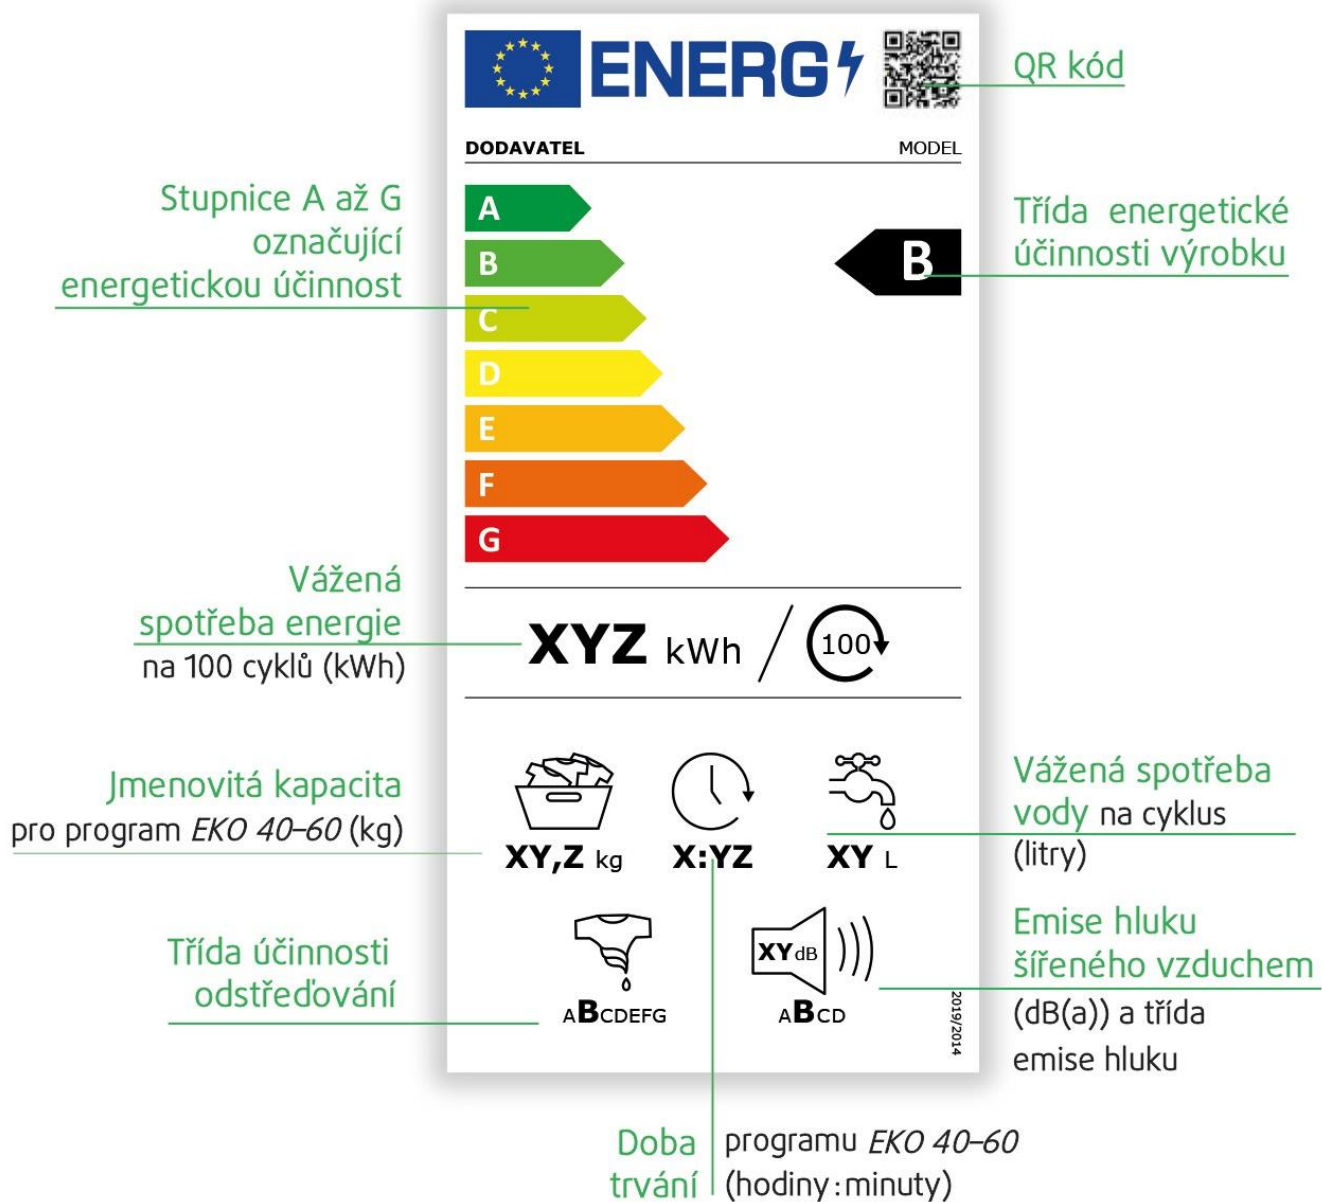 ENERG
QR kód
DODAVATEL
MODEL
Stupnice A až G
označující
energetickou účinnost
A
B
C
D
E
F
G
B
Třída energetické
účinnosti výrobku
Vážená
spotřeba energie
na 100 cyklů (kWh)
XYZ kWh / 100
Jmenovitá kapacita
pro program EKO 40–60 (kg)
XY,Z kg
X:YZ
XY L
Vážená spotřeba
vody na cyklus
(litry)
Třída účinnosti
odstřeďování
ABCDEFG
XY dB
ABCD
Emise hluku
šířeného vzduchem
(dB(a)) a třída
emise hluku
2019/2014
Doba
trvání
programu EKO 40–60
(hodiny:minuty)